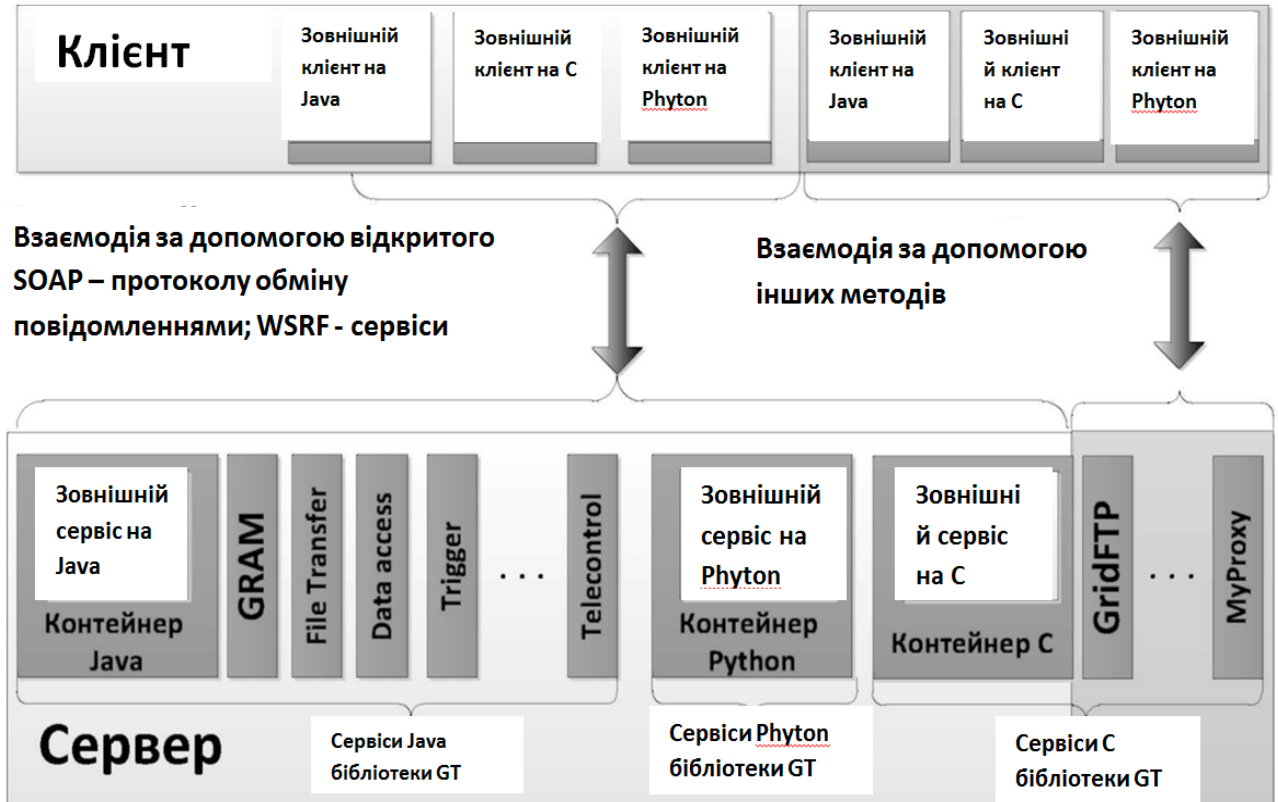 Клієнт
Зовнішній
клієнт на
Java
Зовнішній
клієнт на С
Зовнішній
клієнт на
Phyton
Зовнішній
клієнт на
Java
Зовнішні
й клієнт
на С
Зовнішній
клієнт на
Phyton
Взаємодія за допомогою відкритого
SOAP – протоколу обміну
повідомленнями; WSRF - сервіси
Взаємодія за допомогою
інших методів
Зовнішній
сервіс на
Java
Контейнер
Java
GRAM
File Transfer
Data access
Trigger
...
Telecontrol
Зовнішній
сервіс на
Phyton
Контейнер
Python
Зовнішні
й сервіс
на С
Контейнер С
GridFTP
...
MyProxy
Сервер
Сервіси Java
бібліотеки GT
Сервіси Phyton
бібліотеки GT
Сервіси С
бібліотеки GT